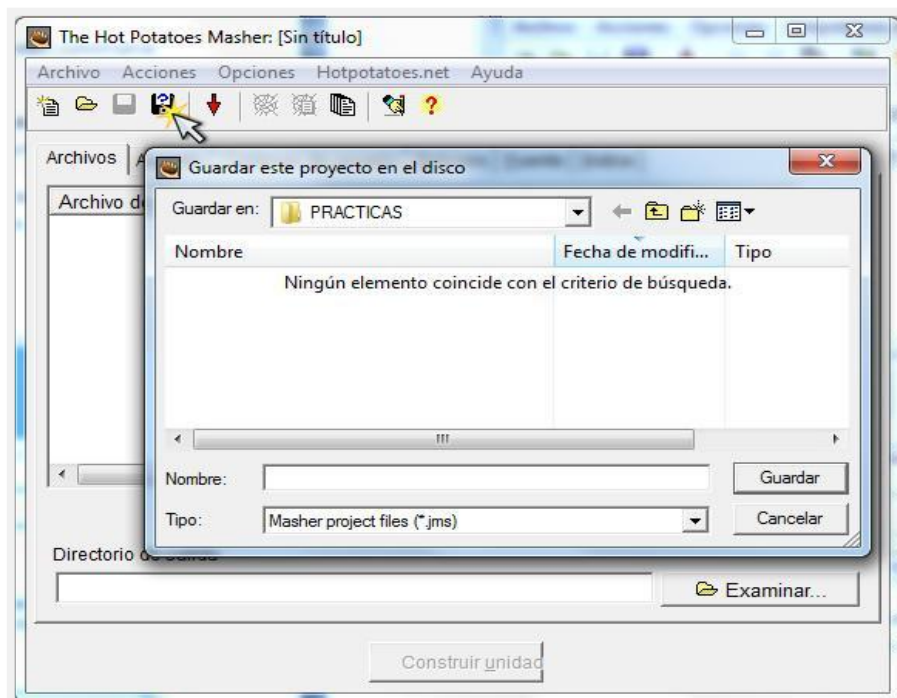 The Hot Potatoes Masher: [Sin título]
Archivo Acciones Opciones Hotpotatoes.net Ayuda
Archivos
Guardar este proyecto en el disco
Archivo d
Guardar en: PRACTICAS
Nombre Fecha de modifi... Tipo
Ningún elemento coincide con el criterio de búsqueda.
Nombre: Guardar
Tipo: Masher project files (*.jms) Cancelar
Directorio de salida
Examinar...
Construir unidad